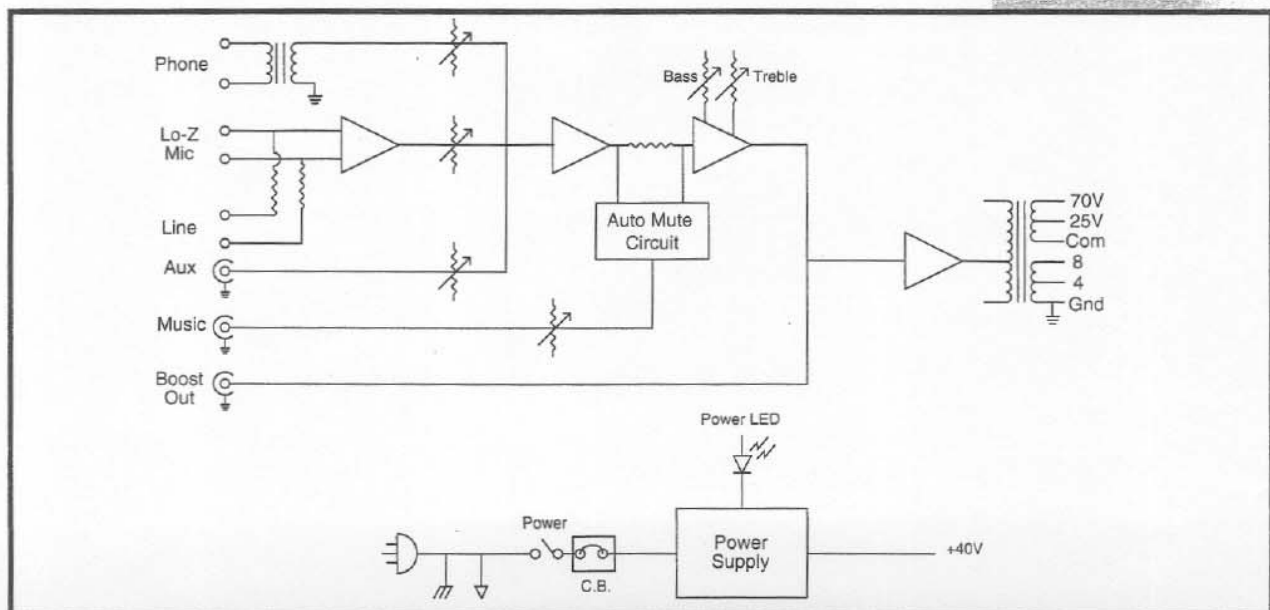 Phone
Bass
Treble
Lo-Z
Mic
Line
Auto Mute
Circuit
70V
25V
Com
8
4
Gnd
Aux
Music
Boost
Out
Power LED
Power
C.B.
Power
Supply
+40V